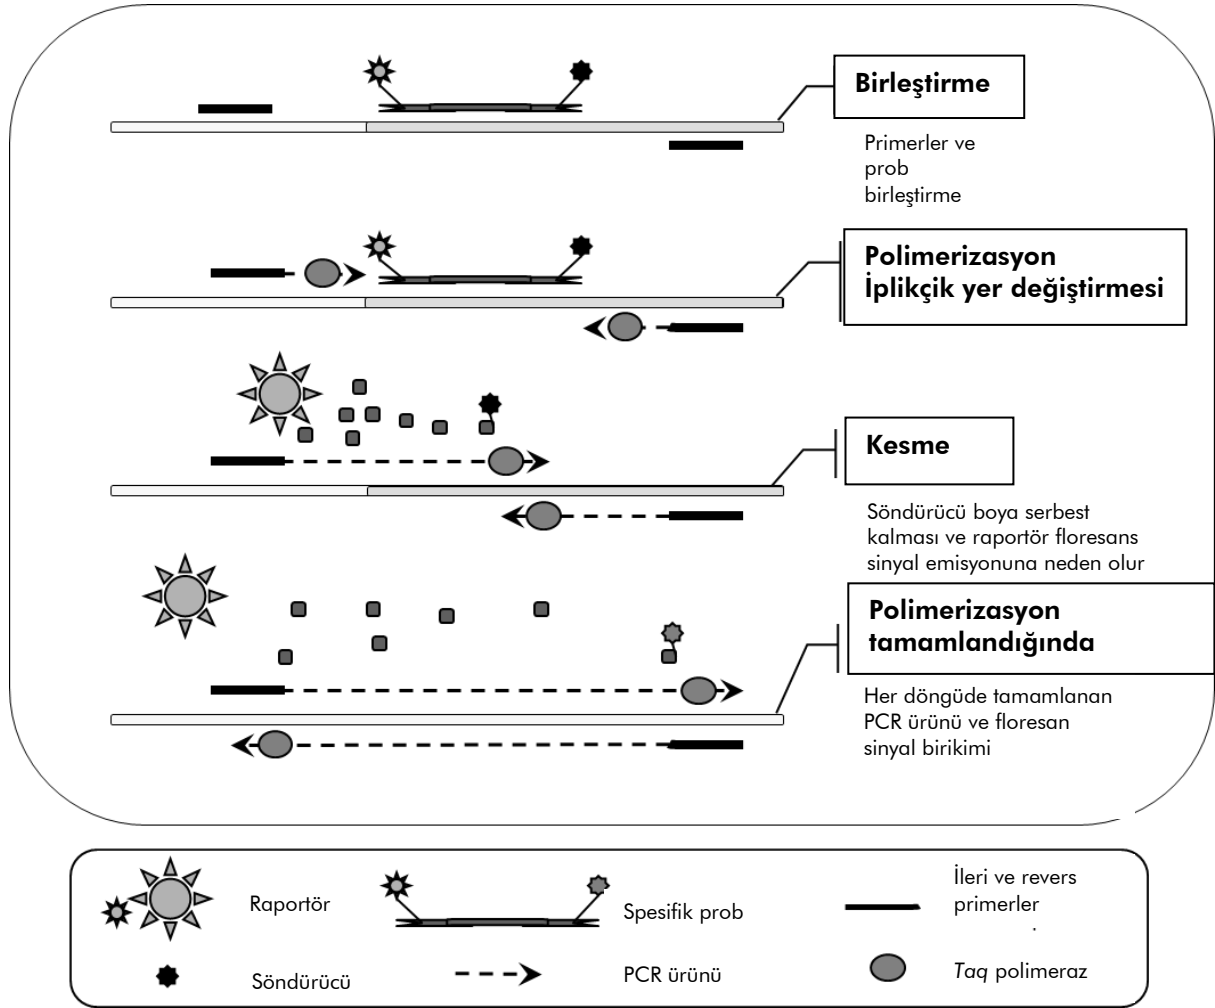 Birleştirme
Primerler ve
prob
birleştirme
Polimerizasyon
İplikçik yer değiştirmesi
Kesme
Söndürücü boya serbest
kalması ve raportör floresans
sinyal emisyonuna neden olur
Polimerizasyon
tamamlandığında
Her döngüde tamamlanan
PCR ürünü ve floresan
sinyal birikimi
Raportör
Spesifik prob
İleri ve revers
primerler
Söndürücü
PCR ürünü
Taq polimeraz